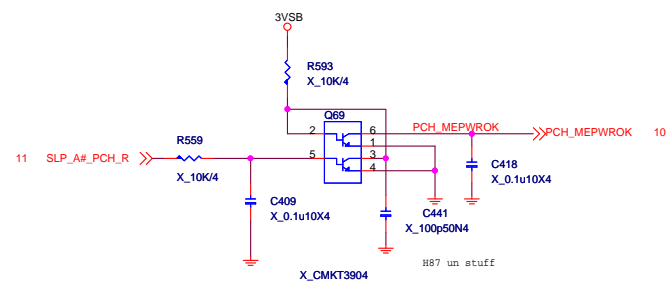 3VSB
R593
X_10K/4
Q69
2
6
PCH_MEPWROK
PCH_MEPWROK
10
1
R559
11
SLP_A#_PCH_R
5
3
4
X_10K/4
C418
X_0.1u10X4
C409
X_0.1u10X4
C441
X_100p50N4
H87 un stuff
X_CMKT3904